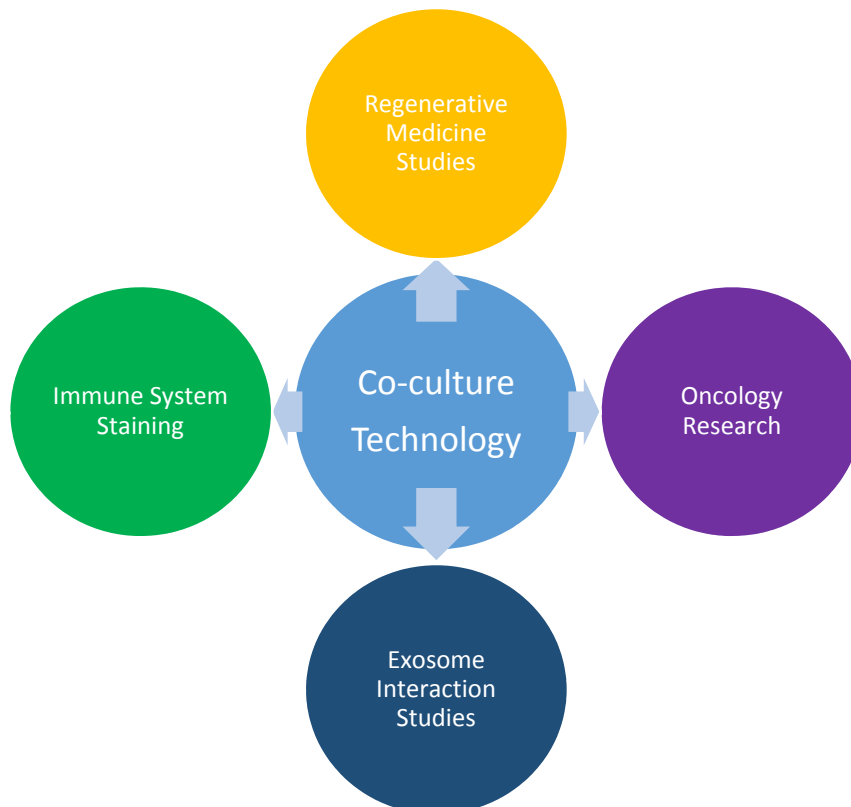 Regenerative
Medicine
Studies
Immune System
Staining
Co-culture
Technology
Oncology
Research
Exosome
Interaction
Studies